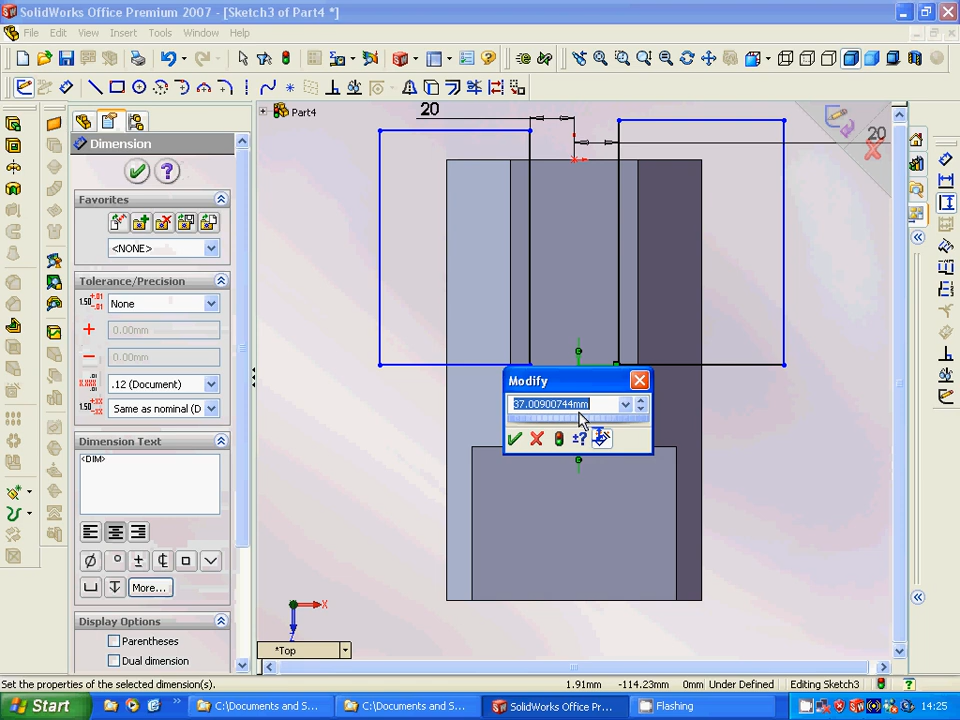 SolidWorks Office Premium 2007 - [Sketch3 of Part4 *]
File Edit View Insert Tools Window Help
Part4
20
20
Dimension
Favorites
<NONE>
Tolerance/Precision
None
0.00mm
0.00mm
.12 (Document)
Same as nominal (D
Dimension Text
<DIM>
More...
Display Options
Parentheses
Dual dimension
Modify
37.00900744mm
X
Z
*Top
Set the properties of the selected dimension(s).
1.91mm -114.23mm 0mm Under Defined Editing Sketch3
Start
C:\Documents and S...
C:\Documents and S...
SolidWorks Office Pr...
Flashing
14:25